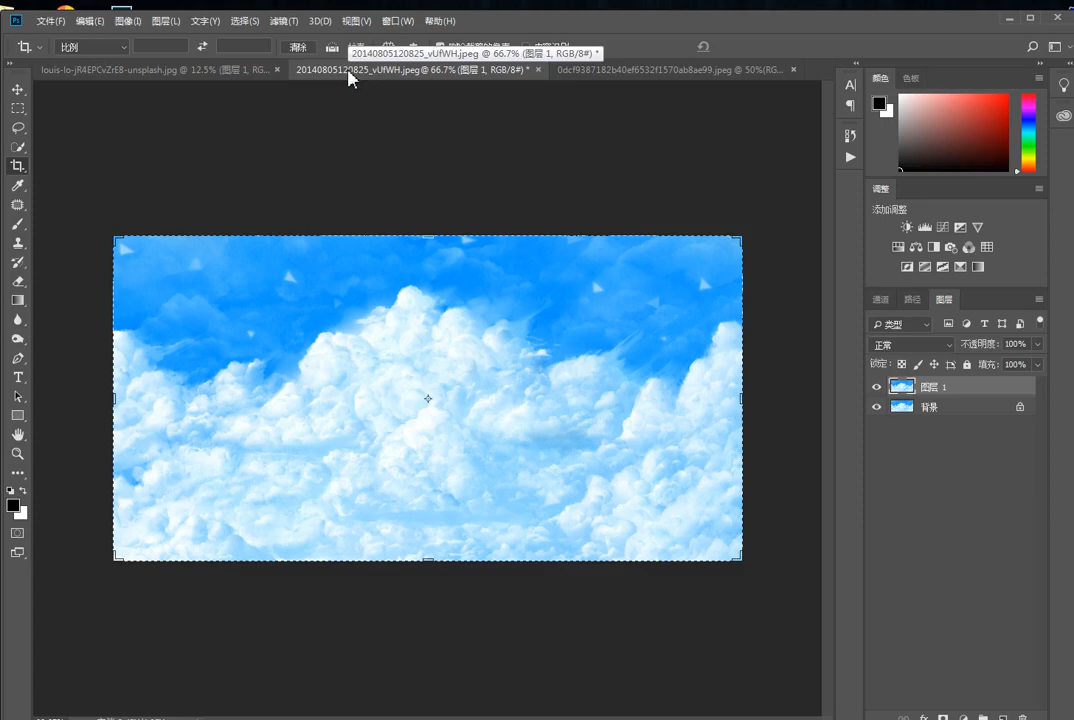 Ps 文件(F) 编辑(E) 图像(I) 图层(L) 文字(Y) 选择(S) 滤镜(T) 3D(D) 视图(V) 窗口(W) 帮助(H)
比例 清除
20140805120825_vUfWH.jpeg @ 66.7% (图层 1, RGB/8#) *
louis-lo-jR4EPCvZrE8-unsplash.jpg @ 12.5% (图层 1, RG...
20140805120825_vUfWH.jpeg @ 66.7% (图层 1, RGB/8#) *
0dcf9387182b40ef6532f1570ab8ae99.jpeg @ 50%(RG...
颜色 色板
调整
添加调整
通道 路径 图层
类型
正常 不透明度: 100%
锁定: 填充: 100%
图层 1
背景